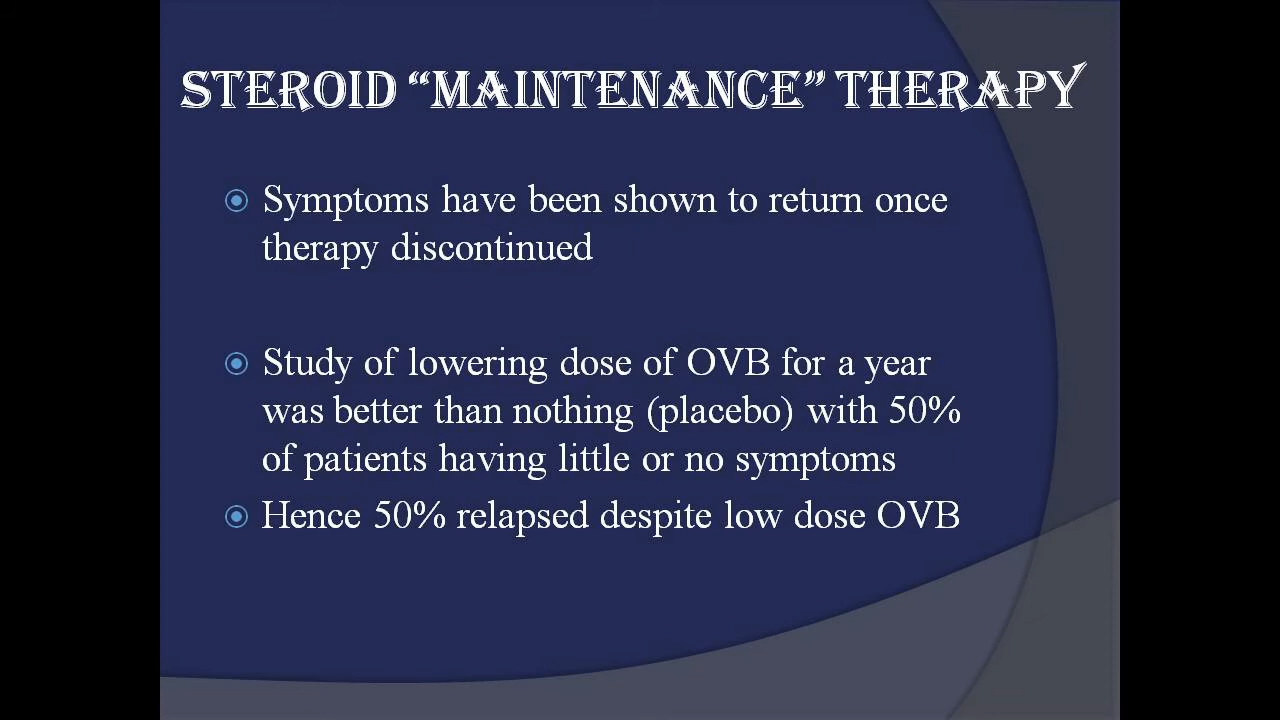 STEROID “MAINTENANCE” THERAPY
Symptoms have been shown to return once
therapy discontinued
Study of lowering dose of OVB for a year
was better than nothing (placebo) with 50%
of patients having little or no symptoms
Hence 50% relapsed despite low dose OVB